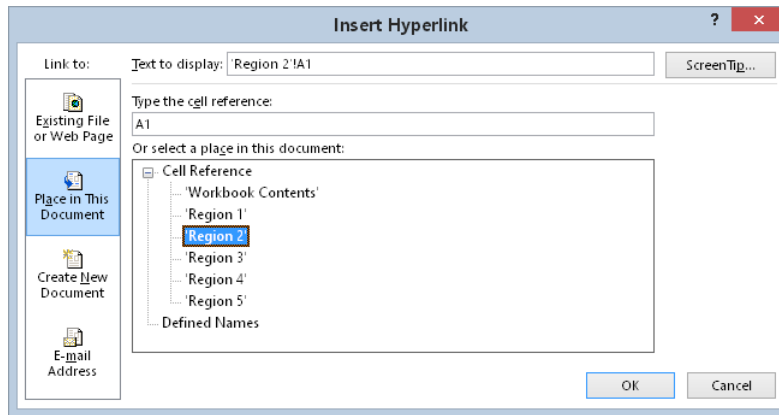 Insert Hyperlink
?
Link to:
Text to display: 'Region 2'!A1
ScreenTip...
Existing File
or Web Page
Place in This
Document
Create New
Document
E-mail
Address
Type the cell reference:
A1
Or select a place in this document:
Cell Reference
'Workbook Contents'
'Region 1'
'Region 2'
'Region 3'
'Region 4'
'Region 5'
Defined Names
OK
Cancel